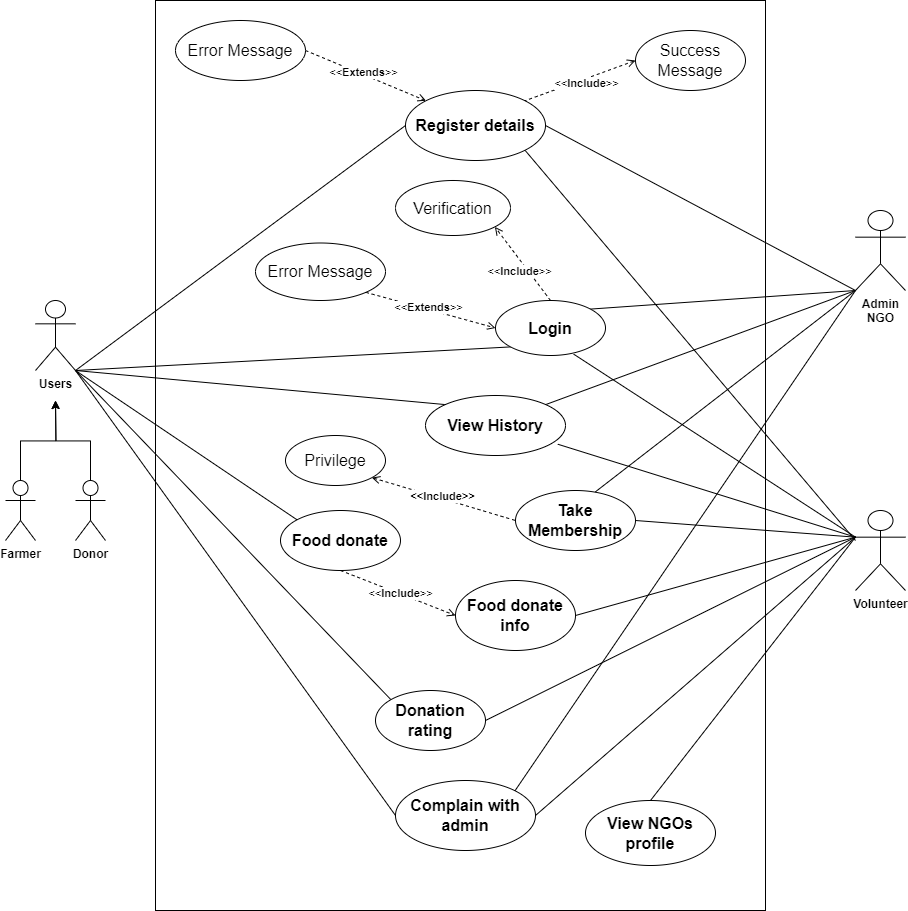 Error Message
Success
Message
<<Extends>>
<<Include>>
Register details
Verification
Error Message
<<Include>>
<<Extends>>
Login
Admin
NGO
Users
View History
Privilege
<<Include>>
Take
Membership
Food donate
Farmer
Donor
<<Include>>
Food donate
info
Volunteer
Donation
rating
Complain with
admin
View NGOs
profile